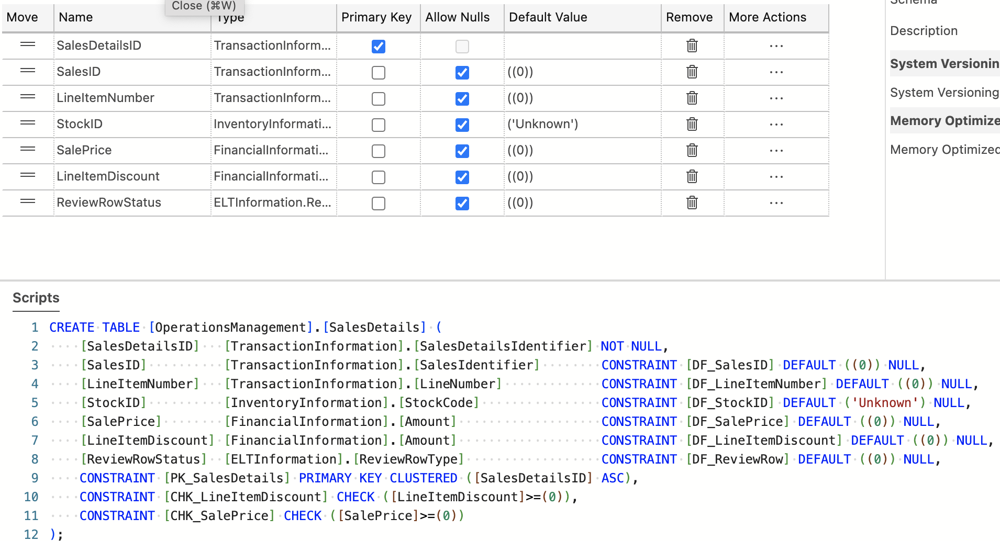 Close (⌘W)
Move Name Type Primary Key Allow Nulls Default Value Remove More Actions
SalesDetailsID TransactionInform... ...
SalesID TransactionInform... ((0)) ...
LineItemNumber TransactionInform... ((0)) ...
StockID InventoryInformati... ('Unknown') ...
SalePrice FinancialInformati... ((0)) ...
LineItemDiscount FinancialInformati... ((0)) ...
ReviewRowStatus ELTInformation.Re... ((0)) ...
Schema
Description
System Versionin
System Versioning
Memory Optimize
Memory Optimized
Scripts
1 CREATE TABLE [OperationsManagement].[SalesDetails] (
2 [SalesDetailsID] [TransactionInformation].[SalesDetailsIdentifier] NOT NULL,
3 [SalesID] [TransactionInformation].[SalesIdentifier] CONSTRAINT [DF_SalesID] DEFAULT ((0)) NULL,
4 [LineItemNumber] [TransactionInformation].[LineNumber] CONSTRAINT [DF_LineItemNumber] DEFAULT ((0)) NULL,
5 [StockID] [InventoryInformation].[StockCode] CONSTRAINT [DF_StockID] DEFAULT ('Unknown') NULL,
6 [SalePrice] [FinancialInformation].[Amount] CONSTRAINT [DF_SalePrice] DEFAULT ((0)) NULL,
7 [LineItemDiscount] [FinancialInformation].[Amount] CONSTRAINT [DF_LineItemDiscount] DEFAULT ((0)) NULL,
8 [ReviewRowStatus] [ELTInformation].[ReviewRowType] CONSTRAINT [DF_ReviewRow] DEFAULT ((0)) NULL,
9 CONSTRAINT [PK_SalesDetails] PRIMARY KEY CLUSTERED ([SalesDetailsID] ASC),
10 CONSTRAINT [CHK_LineItemDiscount] CHECK ([LineItemDiscount]>=(0)),
11 CONSTRAINT [CHK_SalePrice] CHECK ([SalePrice]>=(0))
12 );